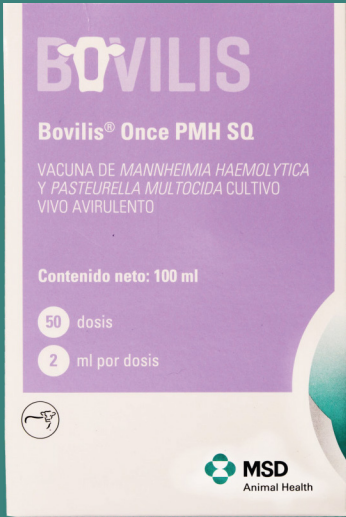 BOVILIS
Bovilis® Once PMH SQ
VACUNA DE MANNHEIMIA HAEMOLYTICA
Y PASTEURELLA MULTOCIDA CULTIVO
VIVO AVIRULENTO
Contenido neto: 100 ml
50 dosis
2 ml por dosis
MSD
Animal Health